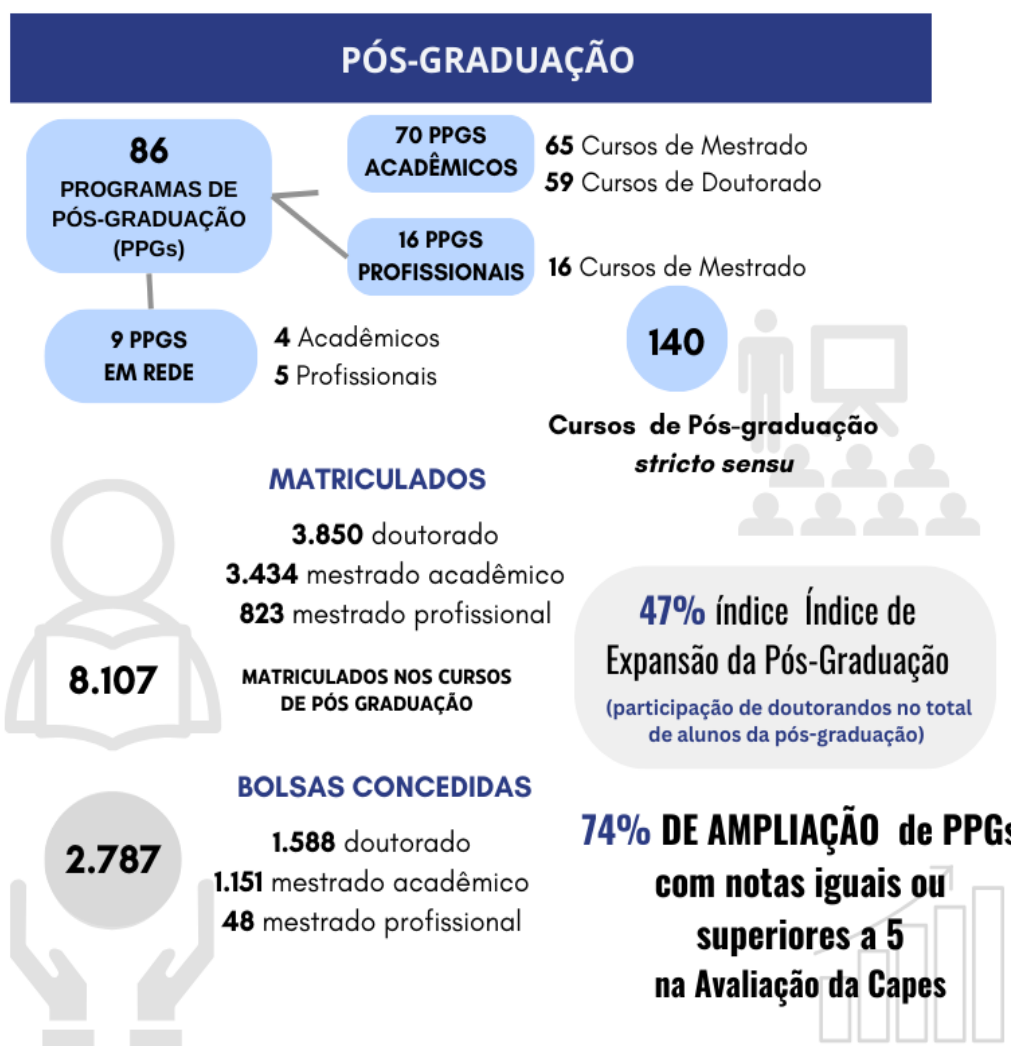 PÓS-GRADUAÇÃO
86
PROGRAMAS DE
PÓS-GRADUAÇÃO
(PPGs)
70 PPGS
ACADÊMICOS
65 Cursos de Mestrado
59 Cursos de Doutorado
16 PPGS
PROFISSIONAIS
16 Cursos de Mestrado
9 PPGS
EM REDE
4 Acadêmicos
5 Profissionais
140
Cursos de Pós-graduação
stricto sensu
MATRICULADOS
3.850 doutorado
3.434 mestrado acadêmico
823 mestrado profissional
8.107
MATRICULADOS NOS CURSOS
DE PÓS GRADUAÇÃO
47% índice Índice de
Expansão da Pós-Graduação
(participação de doutorandos no total
de alunos da pós-graduação)
BOLSAS CONCEDIDAS
2.787
1.588 doutorado
1.151 mestrado acadêmico
48 mestrado profissional
74% DE AMPLIAÇÃO de PPGs
com notas iguais ou
superiores a 5
na Avaliação da Capes